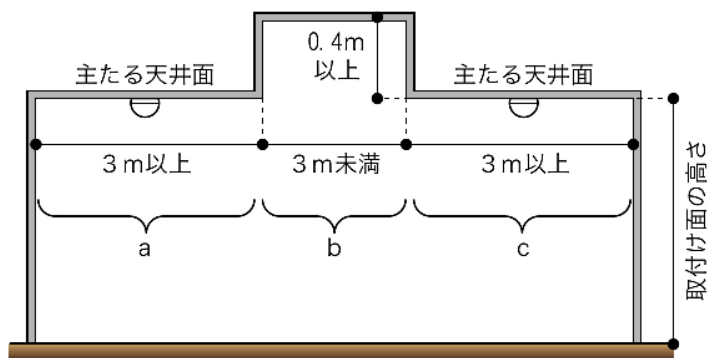 0.4m
以上
主たる天井面
主たる天井面
3m以上
3m未満
3m以上
a
b
c
取付け面の高さ